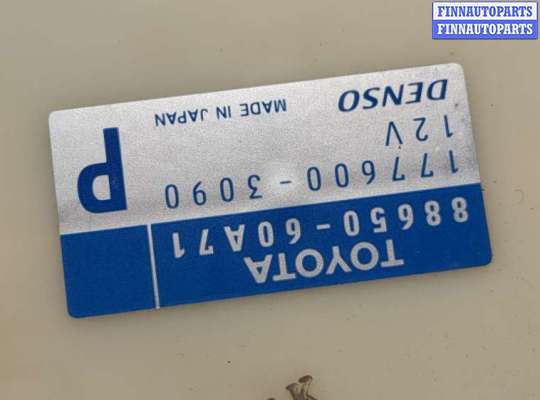 FINNAUTOPARTS
FINNAUTOPARTS
TOYOTA
88650-60A71
177600-3090
12V
DENSO
MADE IN JAPAN
P
K